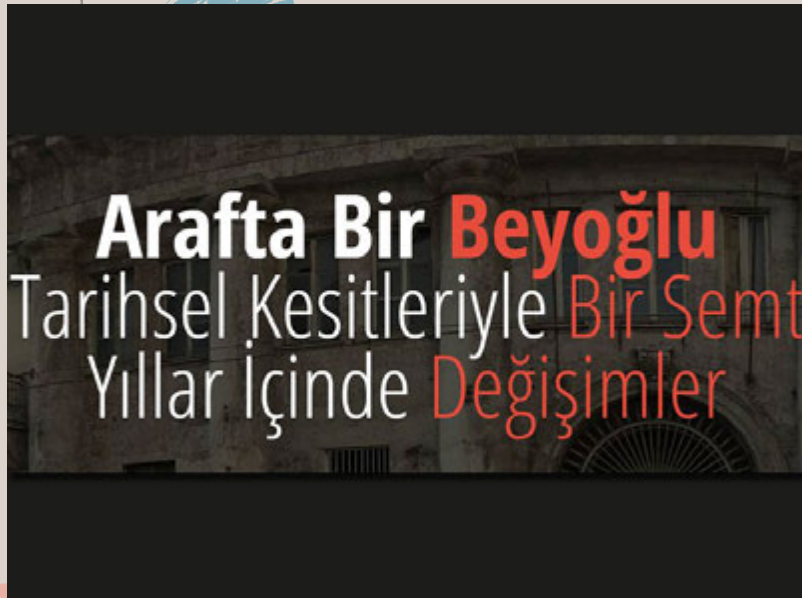 Arafta Bir Beyoğlu
Tarihsel Kesitleriyle Bir Semt
Yıllar İçinde Değişimler